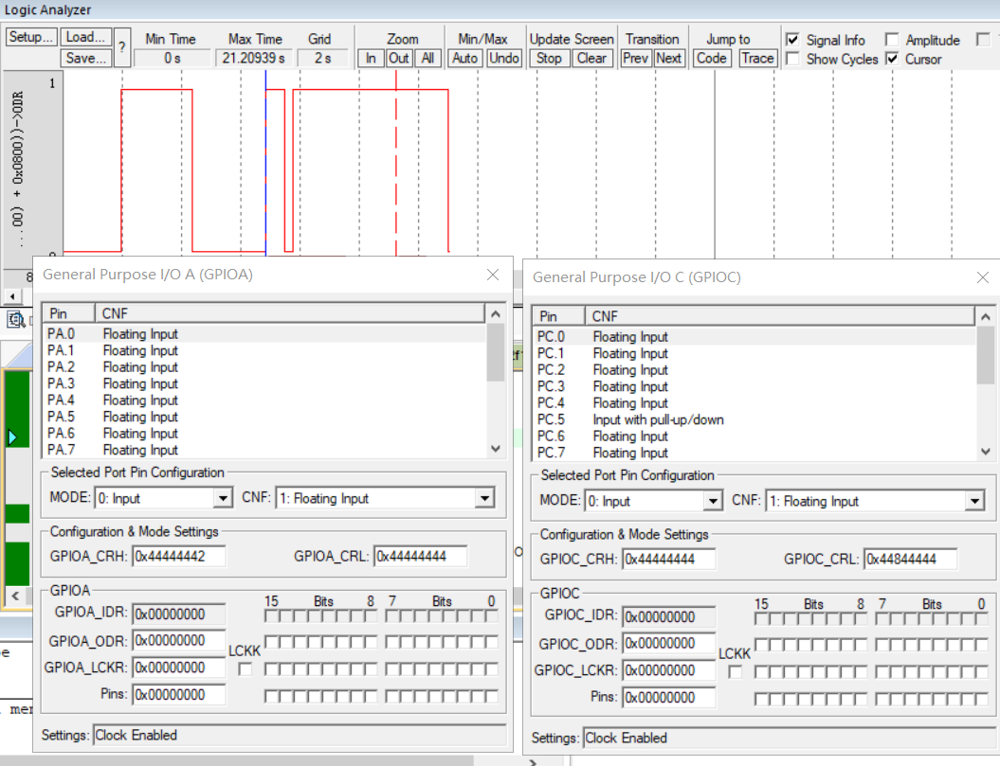 Logic Analyzer
Setup... Load... ? Min Time Max Time Grid Zoom Min/Max Update Screen Transition Jump to Signal Info Amplitude
Save... 0 s 21.20939 s 2 s In Out All Auto Undo Stop Clear Prev Next Code Trace Show Cycles Cursor
1
...00) + 0x0800))->ODR
General Purpose I/O A (GPIOA)
Pin CNF
PA.0 Floating Input
PA.1 Floating Input
PA.2 Floating Input
PA.3 Floating Input
PA.4 Floating Input
PA.5 Floating Input
PA.6 Floating Input
PA.7 Floating Input
Selected Port Pin Configuration
MODE: 0: Input CNF: 1: Floating Input
Configuration & Mode Settings
GPIOA_CRH: 0x44444442 GPIOA_CRL: 0x44444444
GPIOA
15 Bits 8 7 Bits 0
GPIOA_IDR: 0x00000000
GPIOA_ODR: 0x00000000
GPIOA_LCKR: 0x00000000 LCKK
Pins: 0x00000000
Settings: Clock Enabled
General Purpose I/O C (GPIOC)
Pin CNF
PC.0 Floating Input
PC.1 Floating Input
PC.2 Floating Input
PC.3 Floating Input
PC.4 Floating Input
PC.5 Input with pull-up/down
PC.6 Floating Input
PC.7 Floating Input
Selected Port Pin Configuration
MODE: 0: Input CNF: 1: Floating Input
Configuration & Mode Settings
GPIOC_CRH: 0x44444444 GPIOC_CRL: 0x44844444
GPIOC
15 Bits 8 7 Bits 0
GPIOC_IDR: 0x00000000
GPIOC_ODR: 0x00000000
GPIOC_LCKR: 0x00000000 LCKK
Pins: 0x00000000
Settings: Clock Enabled